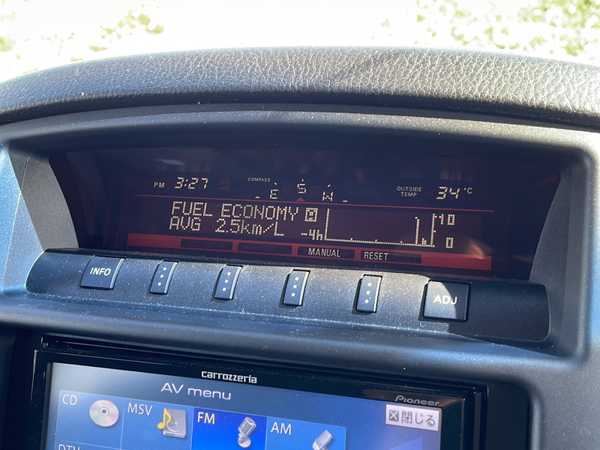 PM 3:27
COMPASS
E S W
OUTSIDE TEMP 34°C
FUEL ECONOMY A
AVG 2.5km/L
-4h
10
0
MANUAL RESET
INFO
ADJ
carrozzeria
Pioneer
AV menu
閉じる
CD
MSV
FM
AM
DTV